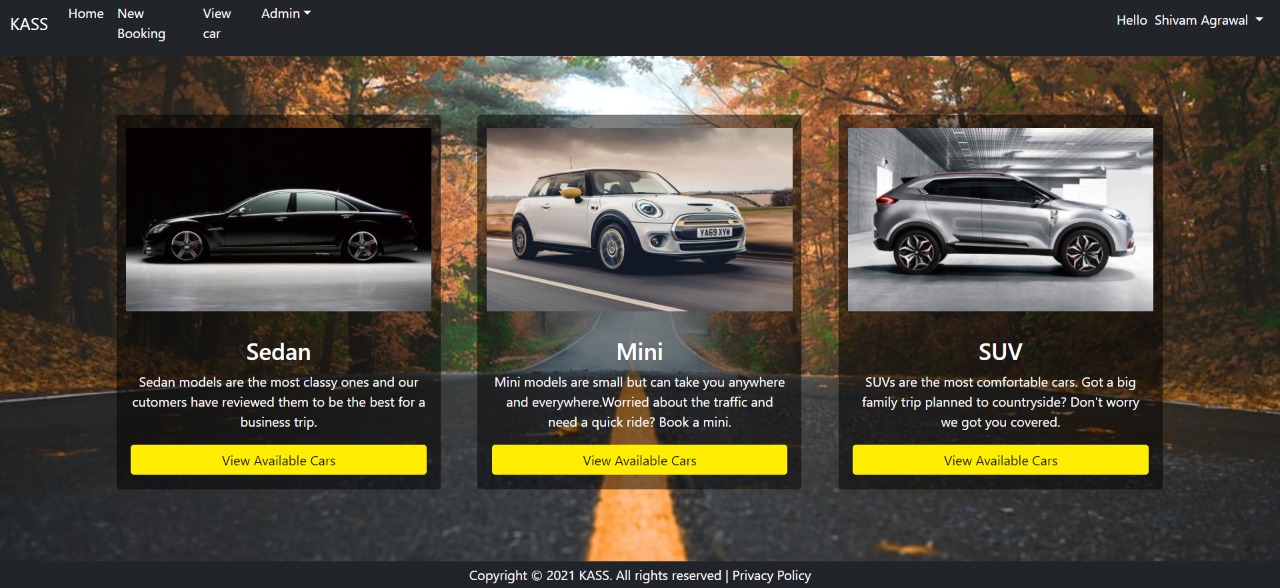 KASS Home New Booking View car Admin Hello Shivam Agrawal
YA69 XYW
Sedan
Sedan models are the most classy ones and our
cutomers have reviewed them to be the best for a
business trip.
View Available Cars
Mini
Mini models are small but can take you anywhere
and everywhere.Worried about the traffic and
need a quick ride? Book a mini.
View Available Cars
SUV
SUVs are the most comfortable cars. Got a big
family trip planned to countryside? Don't worry
we got you covered.
View Available Cars
Copyright © 2021 KASS. All rights reserved | Privacy Policy